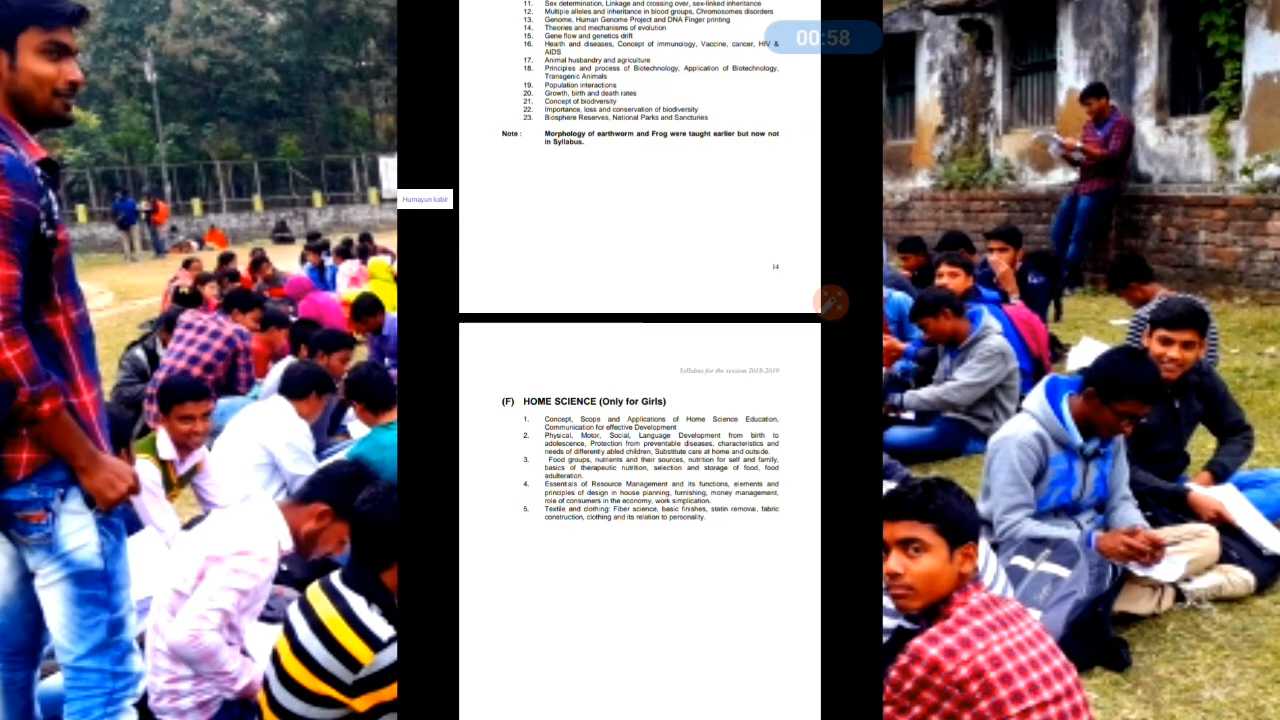 11. Sex determination, Linkage and crossing over, sex-linked inheritance
12. Multiple alleles and inheritance in blood groups, Chromosomes disorders
13. Genome, Human Genome Project and DNA Finger printing
14. Theories and mechanisms of evolution
15. Gene flow and genetics drift
16. Health and diseases, Concept of immunology, Vaccine, cancer, HIV &
AIDS
17. Animal husbandry and agriculture
18. Principles and process of Biotechnology, Application of Biotechnology,
Transgenic Animals
19. Population interactions
20. Growth, birth and death rates
21. Concept of biodiversity
22. Importance, loss and conservation of biodiversity
23. Biosphere Reserves, National Parks and Sancturies
Note : Morphology of earthworm and Frog were taught earlier but now not
in Syllabus.
00:58
Humayun kabir
14
Syllabus for the session 2018-2019
(F) HOME SCIENCE (Only for Girls)
1. Concept, Scope and Applications of Home Science Education,
Communication for effective Development
2. Physical, Motor, Social, Language Development from birth to
adolescence, Protection from preventable diseases, characteristics and
needs of differently abled children, Substitute care at home and outside.
3. Food groups, nutrients and their sources, nutrition for self and family,
basics of therapeutic nutrition, selection and storage of food, food
adulteration.
4. Essentials of Resource Management and its functions, elements and
principles of design in house planning, furnishing, money management,
role of consumers in the economy, work simplication.
5. Textile and clothing: Fiber science, basic finishes, statin removal, fabric
construction, clothing and its relation to personality.